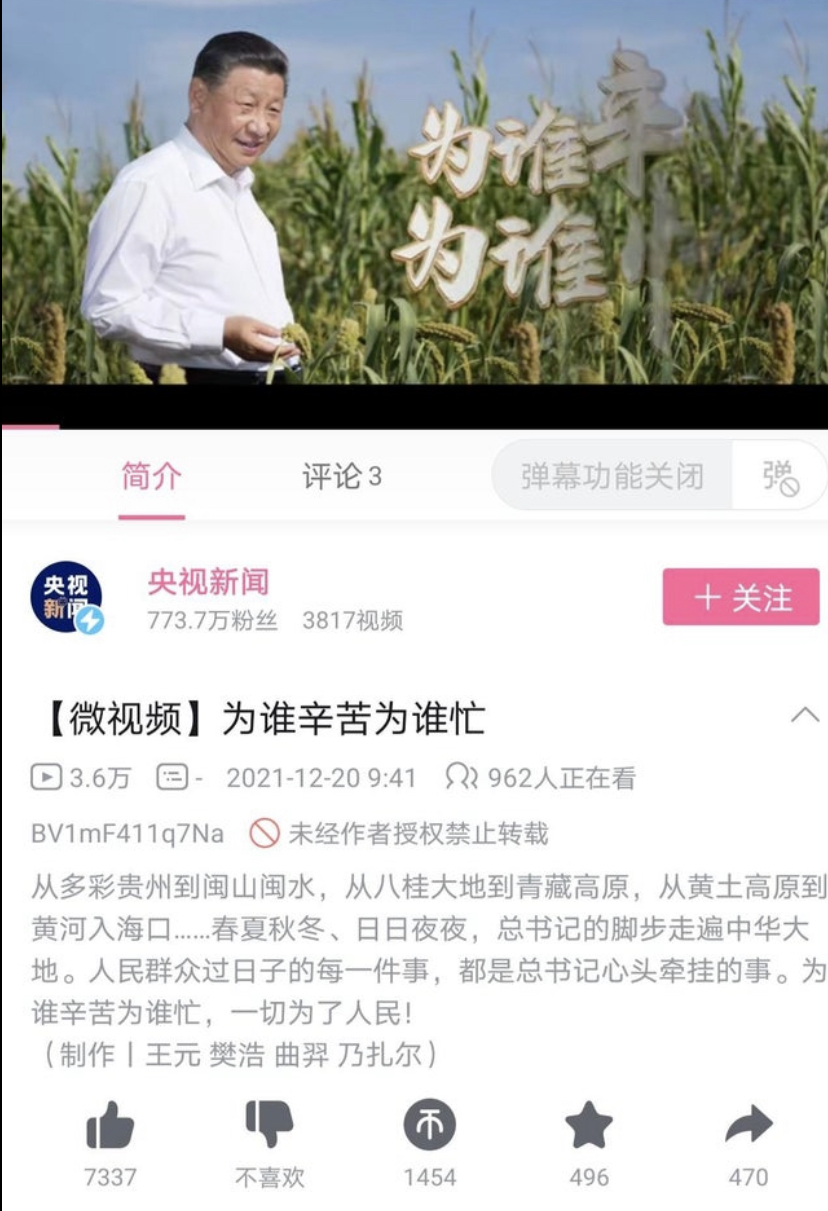 为谁辛
为谁忙
简介
评论 3
弹幕功能关闭
弹
央视
新闻
央视新闻
773.7万粉丝 3817视频
＋关注
【微视频】为谁辛苦为谁忙
3.6万 - 2021-12-20 9:41 962人正在看
BV1mF411q7Na 未经作者授权禁止转载
从多彩贵州到闽山闽水，从八桂大地到青藏高原，从黄土高原到
黄河入海口......春夏秋冬、日日夜夜，总书记的脚步走遍中华大
地。人民群众过日子的每一件事，都是总书记心头牵挂的事。为
谁辛苦为谁忙，一切为了人民！
（制作丨王元 樊浩 曲羿 乃扎尔）
7337 不喜欢 1454 496 470